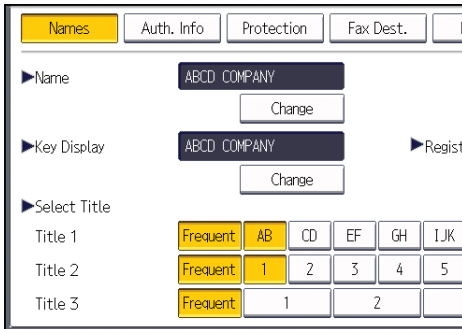 Names Auth. Info Protection Fax Dest.
▶Name ABCD COMPANY
Change
▶Key Display ABCD COMPANY ▶Regist
Change
▶Select Title
Title 1 Frequent AB CD EF GH IJK
Title 2 Frequent 1 2 3 4 5
Title 3 Frequent 1 2